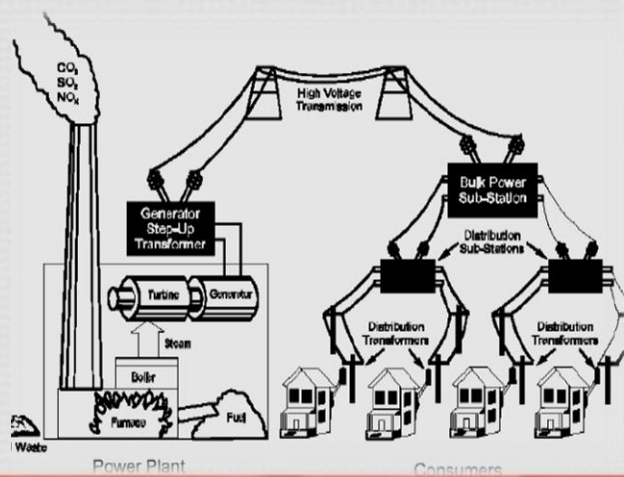 CO₂
SO₂
NOₓ
High Voltage
Transmission
Bulk Power
Sub-Station
Generator
Step-Up
Transformer
Distribution
Sub-Stations
Turbine
Generator
Steam
Distribution
Transformers
Distribution
Transformers
Boiler
Furnace
Fuel
Waste
Power Plant
Consumers